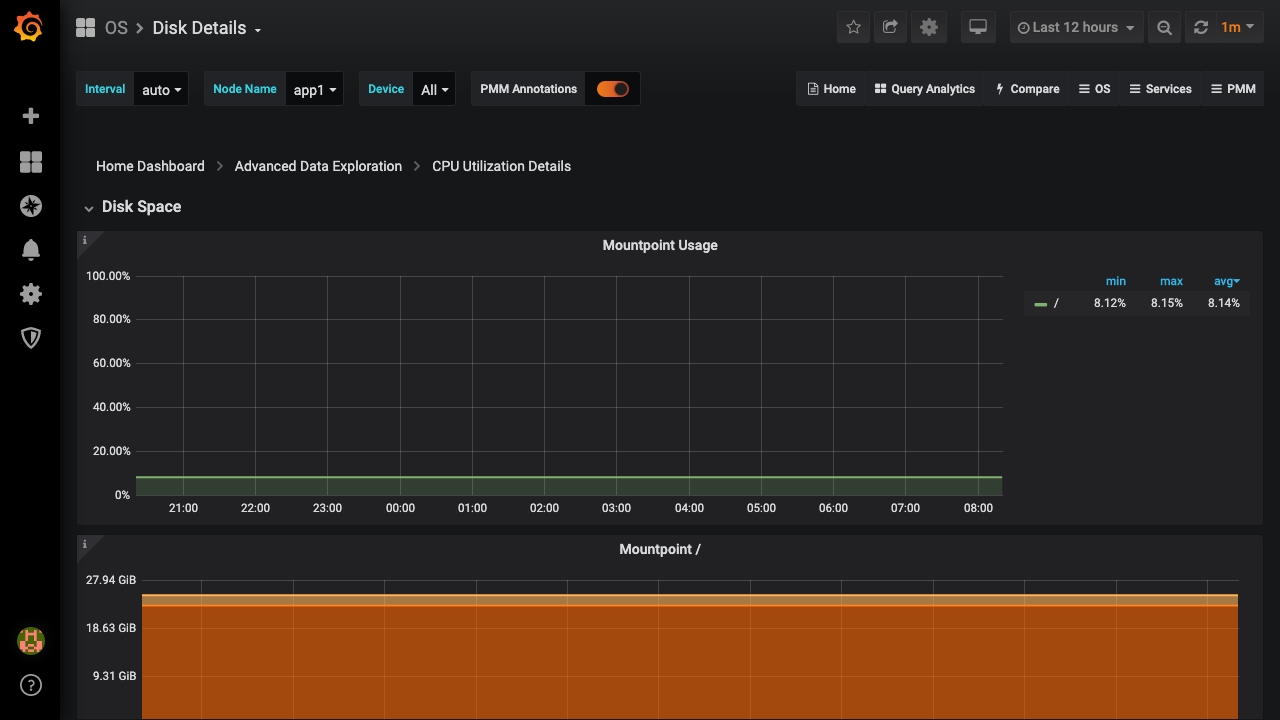 OS > Disk Details
Last 12 hours
1m
Interval auto
Node Name app1
Device All
PMM Annotations
Home
Query Analytics
Compare
OS
Services
PMM
Home Dashboard > Advanced Data Exploration > CPU Utilization Details
Disk Space
i
Mountpoint Usage
100.00%
80.00%
60.00%
40.00%
20.00%
0%
21:00 22:00 23:00 00:00 01:00 02:00 03:00 04:00 05:00 06:00 07:00 08:00
min max avg
/ 8.12% 8.15% 8.14%
i
Mountpoint /
27.94 GiB
18.63 GiB
9.31 GiB
?